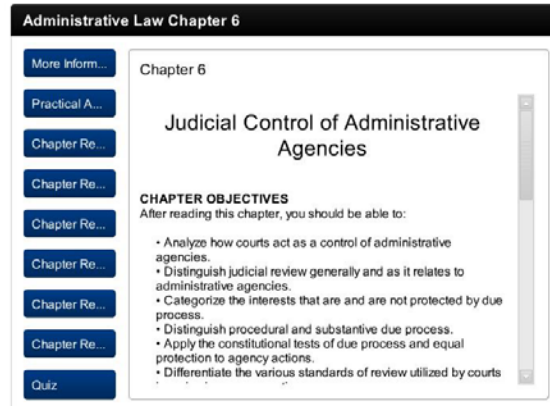 Administrative Law Chapter 6
More Inform...
Practical A...
Chapter Re...
Chapter Re...
Chapter Re...
Chapter Re...
Chapter Re...
Chapter Re...
Quiz
Chapter 6
Judicial Control of Administrative
Agencies
CHAPTER OBJECTIVES
After reading this chapter, you should be able to:
• Analyze how courts act as a control of administrative
agencies.
• Distinguish judicial review generally and as it relates to
administrative agencies.
• Categorize the interests that are and are not protected by due
process.
• Distinguish procedural and substantive due process.
• Apply the constitutional tests of due process and equal
protection to agency actions.
• Differentiate the various standards of review utilized by courts